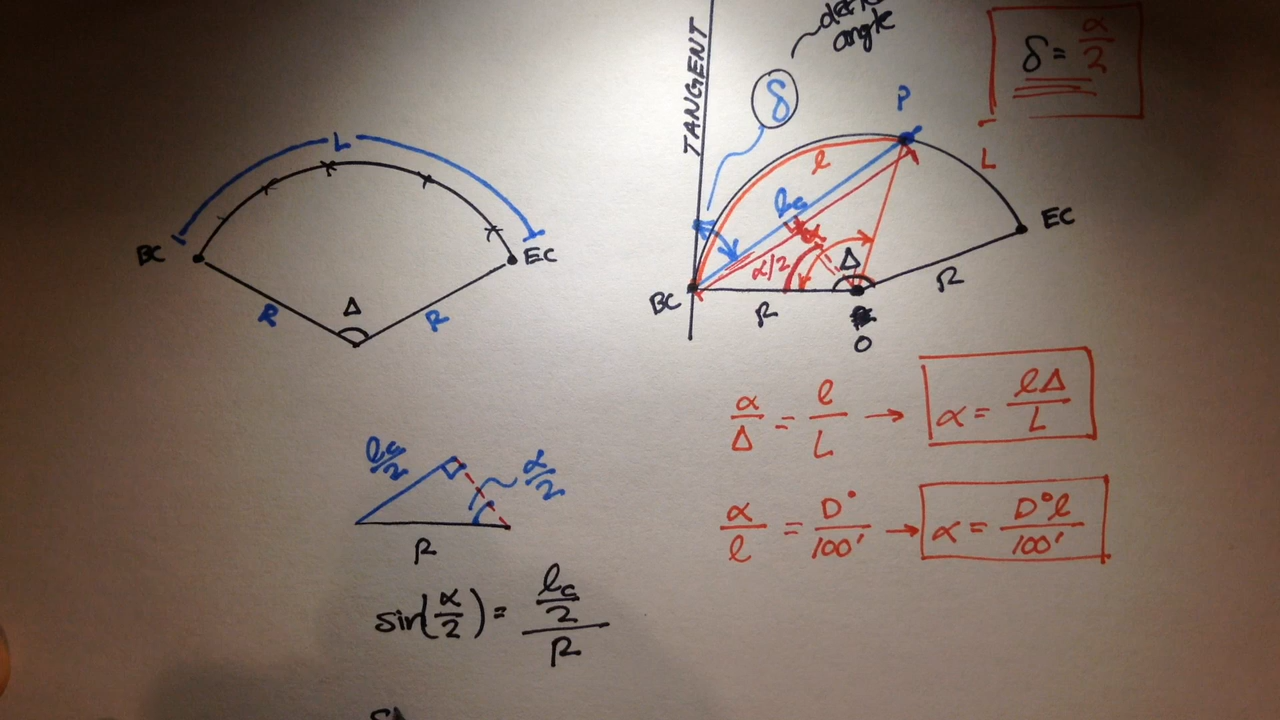 L
BC
EC
R
Δ
R
TANGENT
δ
angle
δ = α/2
P
L
l
lc
α
α/2
Δ
BC
R
O
R
EC
α/Δ = l/L → α = lΔ/L
α/l = D°/100' → α = D°l/100'
lc/2
α/2
R
sin(α/2) = (lc/2)/R